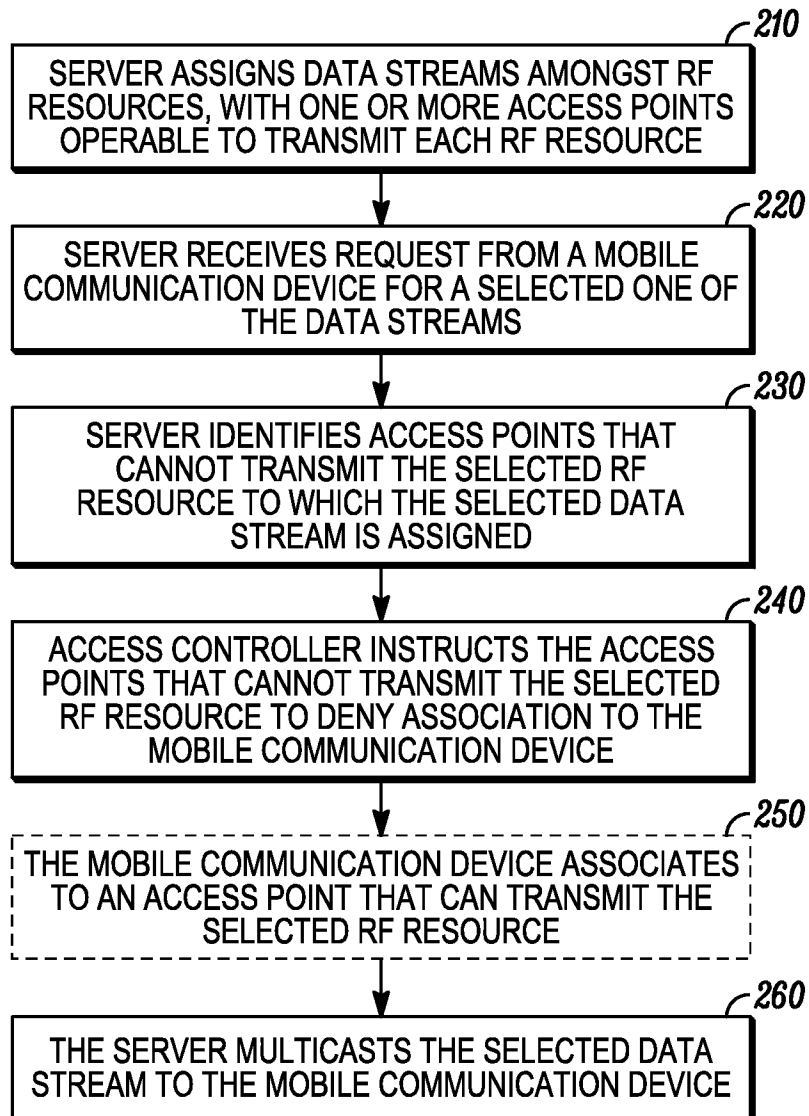 210
SERVER ASSIGNS DATA STREAMS AMONGST RF
RESOURCES, WITH ONE OR MORE ACCESS POINTS
OPERABLE TO TRANSMIT EACH RF RESOURCE
220
SERVER RECEIVES REQUEST FROM A MOBILE
COMMUNICATION DEVICE FOR A SELECTED ONE OF
THE DATA STREAMS
230
SERVER IDENTIFIES ACCESS POINTS THAT
CANNOT TRANSMIT THE SELECTED RF
RESOURCE TO WHICH THE SELECTED DATA
STREAM IS ASSIGNED
240
ACCESS CONTROLLER INSTRUCTS THE ACCESS
POINTS THAT CANNOT TRANSMIT THE SELECTED
RF RESOURCE TO DENY ASSOCIATION TO THE
MOBILE COMMUNICATION DEVICE
250
THE MOBILE COMMUNICATION DEVICE ASSOCIATES
TO AN ACCESS POINT THAT CAN TRANSMIT THE
SELECTED RF RESOURCE
260
THE SERVER MULTICASTS THE SELECTED DATA
STREAM TO THE MOBILE COMMUNICATION DEVICE